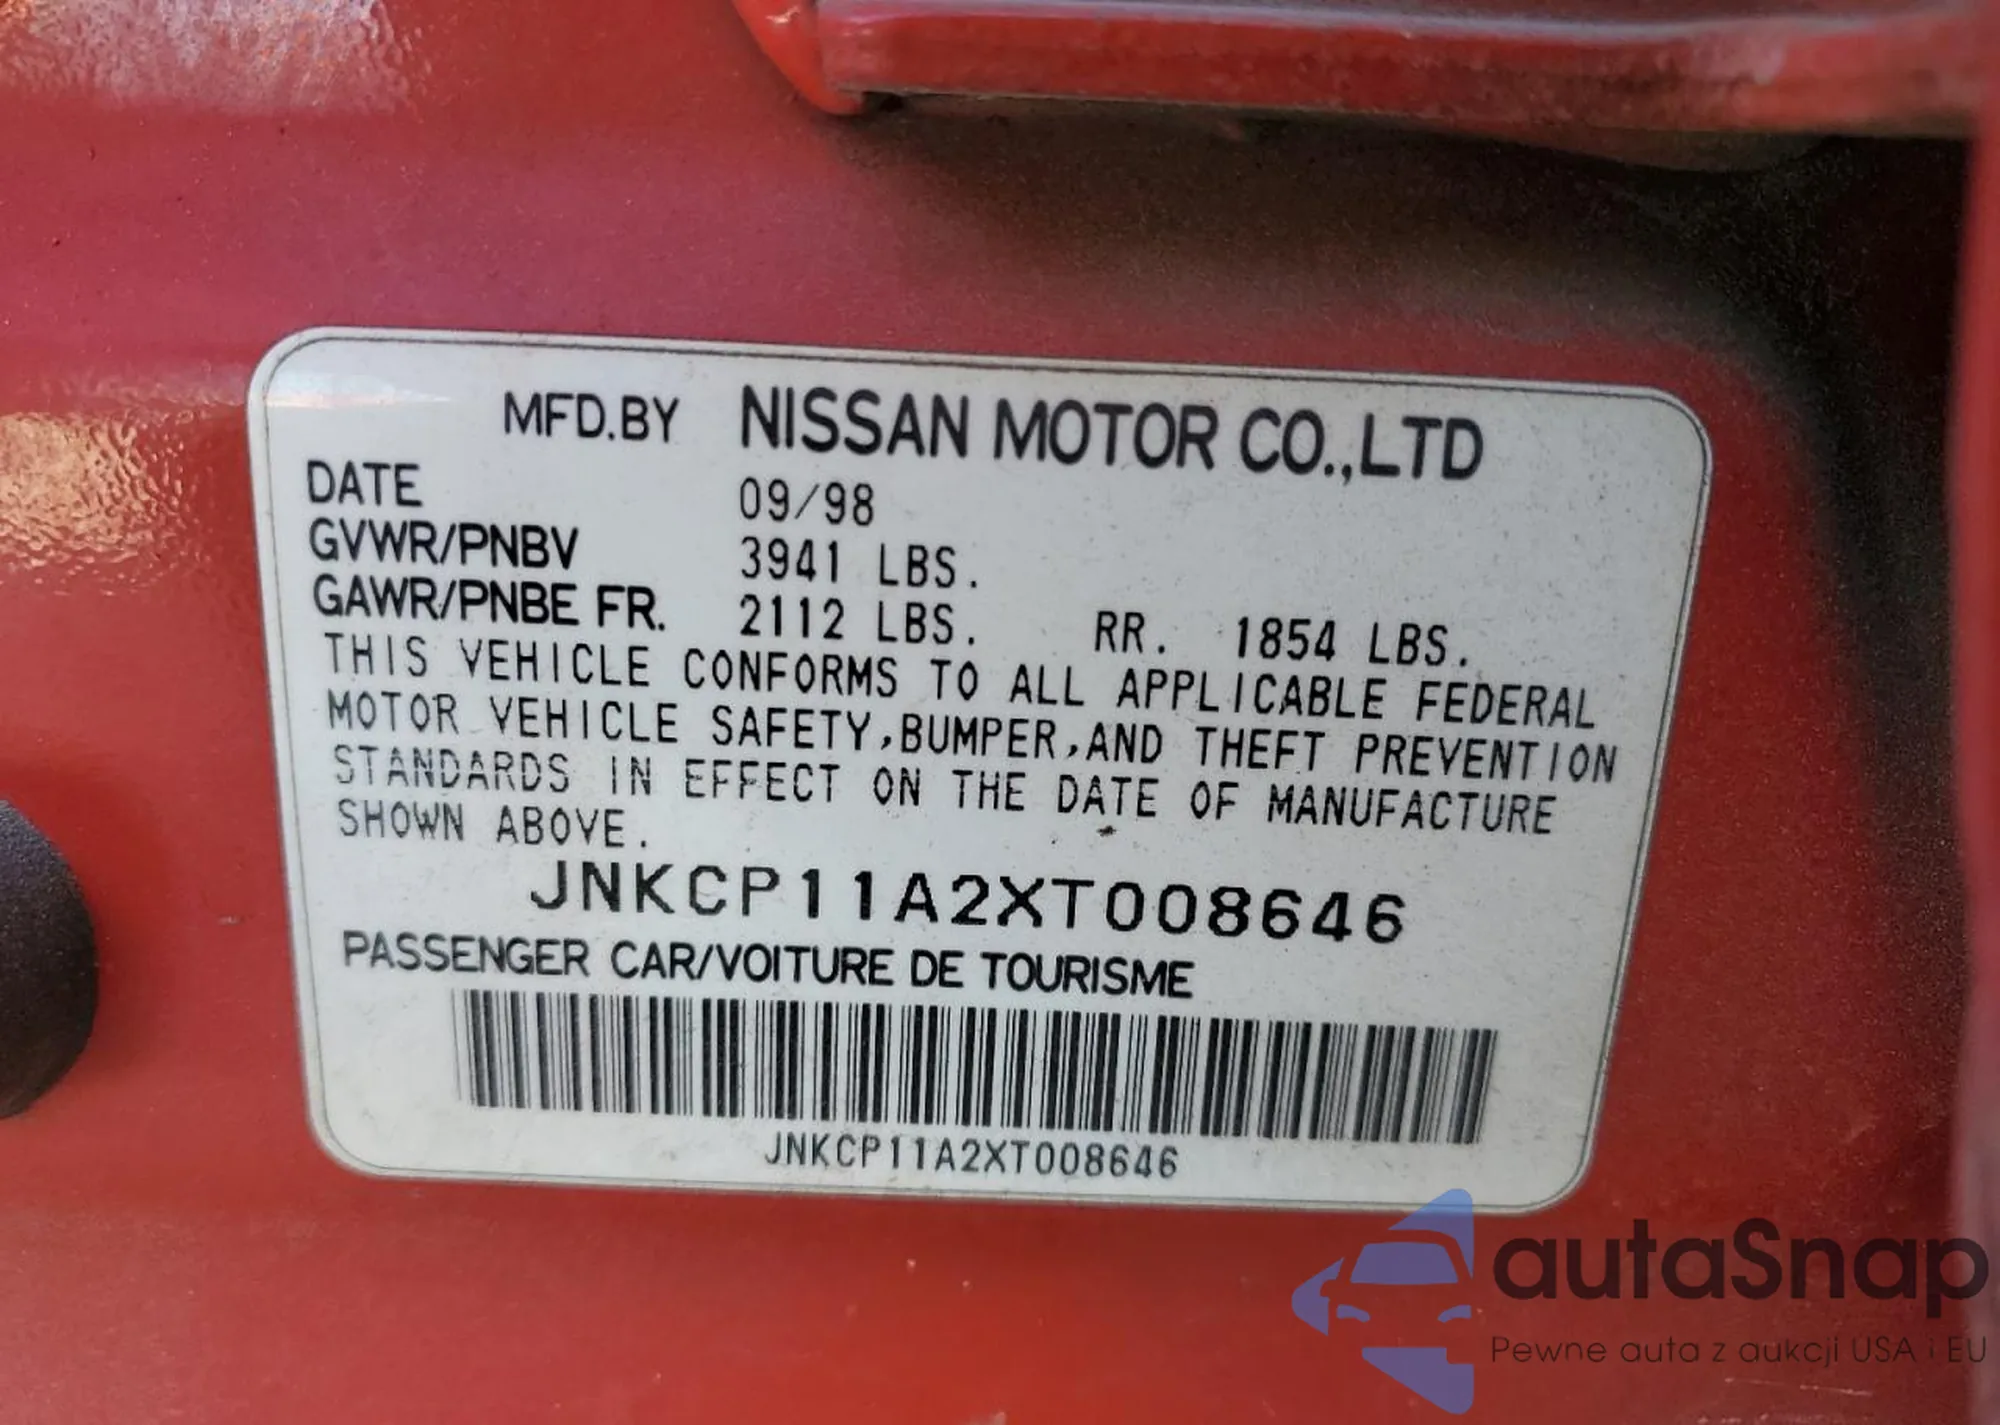 MFD.BY NISSAN MOTOR CO.,LTD
DATE 09/98
GVWR/PNBV 3941 LBS.
GAWR/PNBE FR. 2112 LBS. RR. 1854 LBS.
THIS VEHICLE CONFORMS TO ALL APPLICABLE FEDERAL
MOTOR VEHICLE SAFETY,BUMPER,AND THEFT PREVENTION
STANDARDS IN EFFECT ON THE DATE OF MANUFACTURE
SHOWN ABOVE.
JNKCP11A2XT008646
PASSENGER CAR/VOITURE DE TOURISME
JNKCP11A2XT008646
autaSnap
Pewne auta z aukcji USA i EU